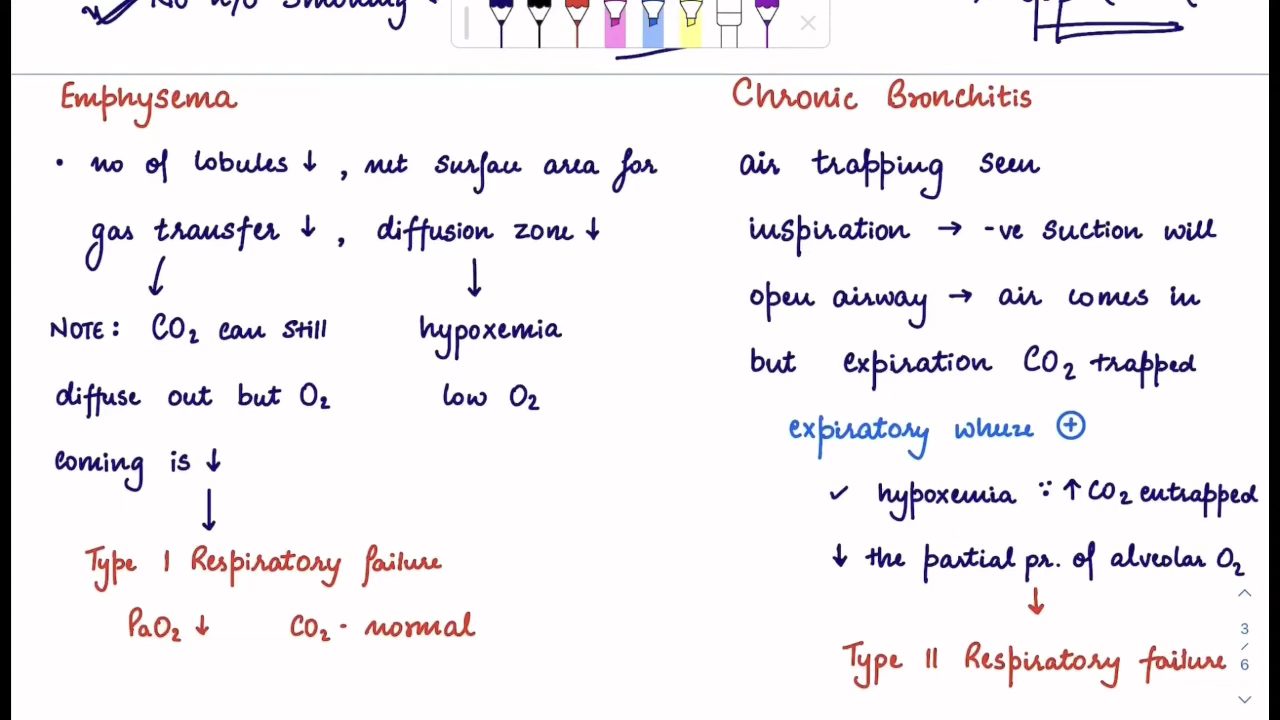 No h/o smoking
Emphysema
• no of lobules ↓ , net surface area for
gas transfer ↓ , diffusion zone ↓
NOTE: CO₂ can still
diffuse out but O₂
coming is ↓
hypoxemia
low O₂
Type I Respiratory failure
PaO₂ ↓ CO₂ - normal
Chronic Bronchitis
air trapping seen
inspiration → -ve suction will
open airway → air comes in
but expiration CO₂ trapped
expiratory wheeze ⊕
✓ hypoxemia ∵ ↑ CO₂ entrapped
↓ the partial pr. of alveolar O₂
↓
Type II Respiratory failure
3
/
6